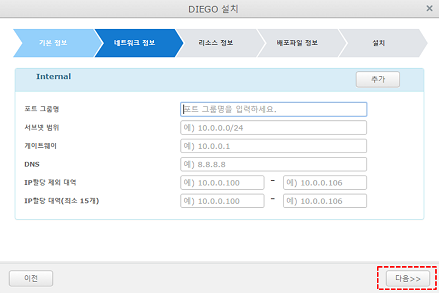 DIEGO 설치
기본 정보
네트워크 정보
리소스 정보
배포파일 정보
설치
Internal
추가
포트 그룹명
포트 그룹명을 입력하세요.
서브넷 범위
예) 10.0.0.0/24
게이트웨이
예) 10.0.0.1
DNS
예) 8.8.8.8
IP할당 제외 대역
예) 10.0.0.100 - 예) 10.0.0.106
IP할당 대역(최소 15개)
예) 10.0.0.100 - 예) 10.0.0.106
이전
다음>>